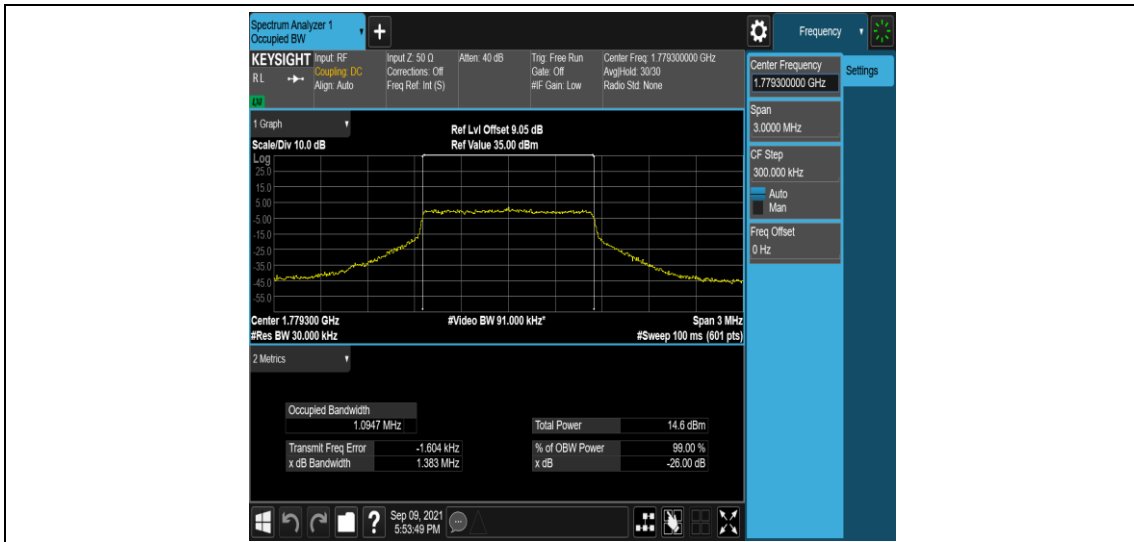 Spectrum Analyzer 1
Occupied BW
+
Frequency
KEYSIGHT
RL
LXI
Input: RF
Coupling: DC
Align: Auto
Input Z: 50 Ω
Corrections: Off
Freq Ref: Int (S)
Atten: 40 dB
Trig: Free Run
Gate: Off
#IF Gain: Low
Center Freq: 1.779300000 GHz
Avg|Hold: 30/30
Radio Std: None
Center Frequency
1.779300000 GHz
Settings
Span
3.0000 MHz
CF Step
300.000 kHz
Auto
Man
Freq Offset
0 Hz
1 Graph
Ref Lvl Offset 9.05 dB
Scale/Div 10.0 dB
Ref Value 35.00 dBm
Log
25.0
15.0
5.00
-5.00
-15.0
-25.0
-35.0
-45.0
-55.0
Center 1.779300 GHz
#Video BW 91.000 kHz*
Span 3 MHz
#Res BW 30.000 kHz
#Sweep 100 ms (601 pts)
2 Metrics
Occupied Bandwidth
1.0947 MHz
Total Power 14.6 dBm
Transmit Freq Error -1.604 kHz
% of OBW Power 99.00 %
x dB Bandwidth 1.383 MHz
x dB -26.00 dB
?
Sep 09, 2021
5:53:49 PM